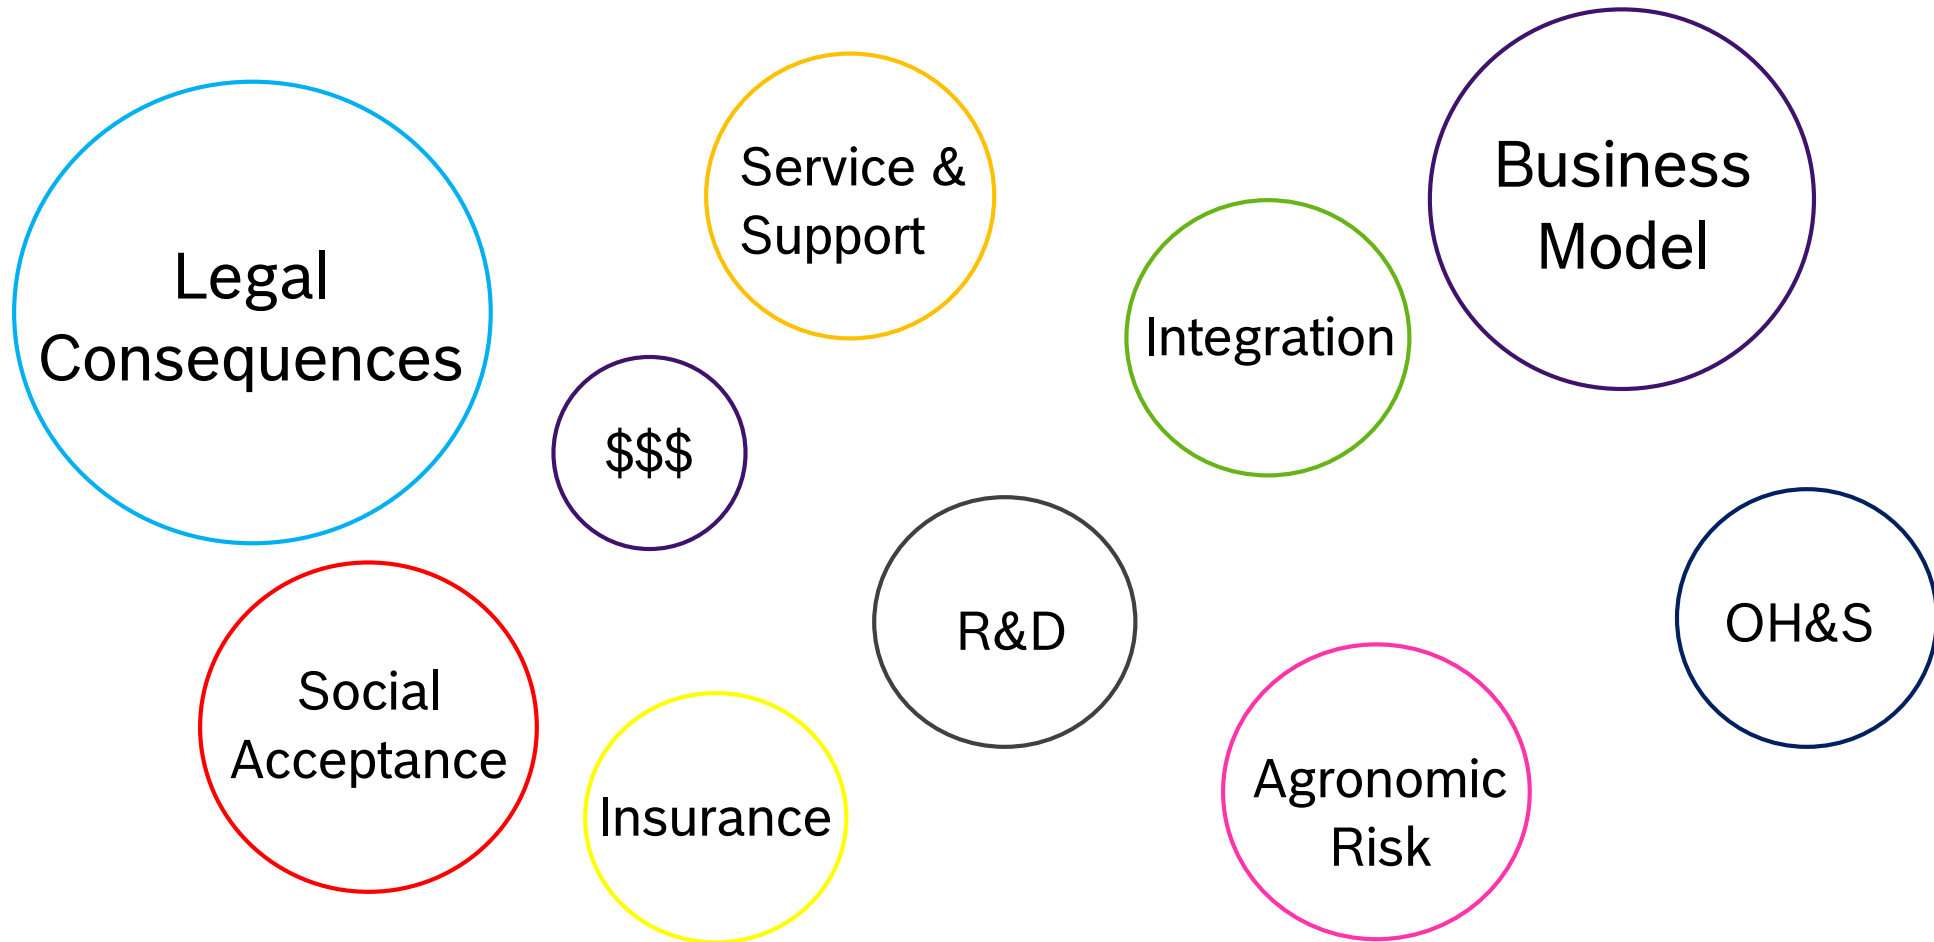 Legal
Consequences
Service &
Support
Business
Model
Integration
$$$
R&D
OH&S
Social
Acceptance
Insurance
Agronomic
Risk